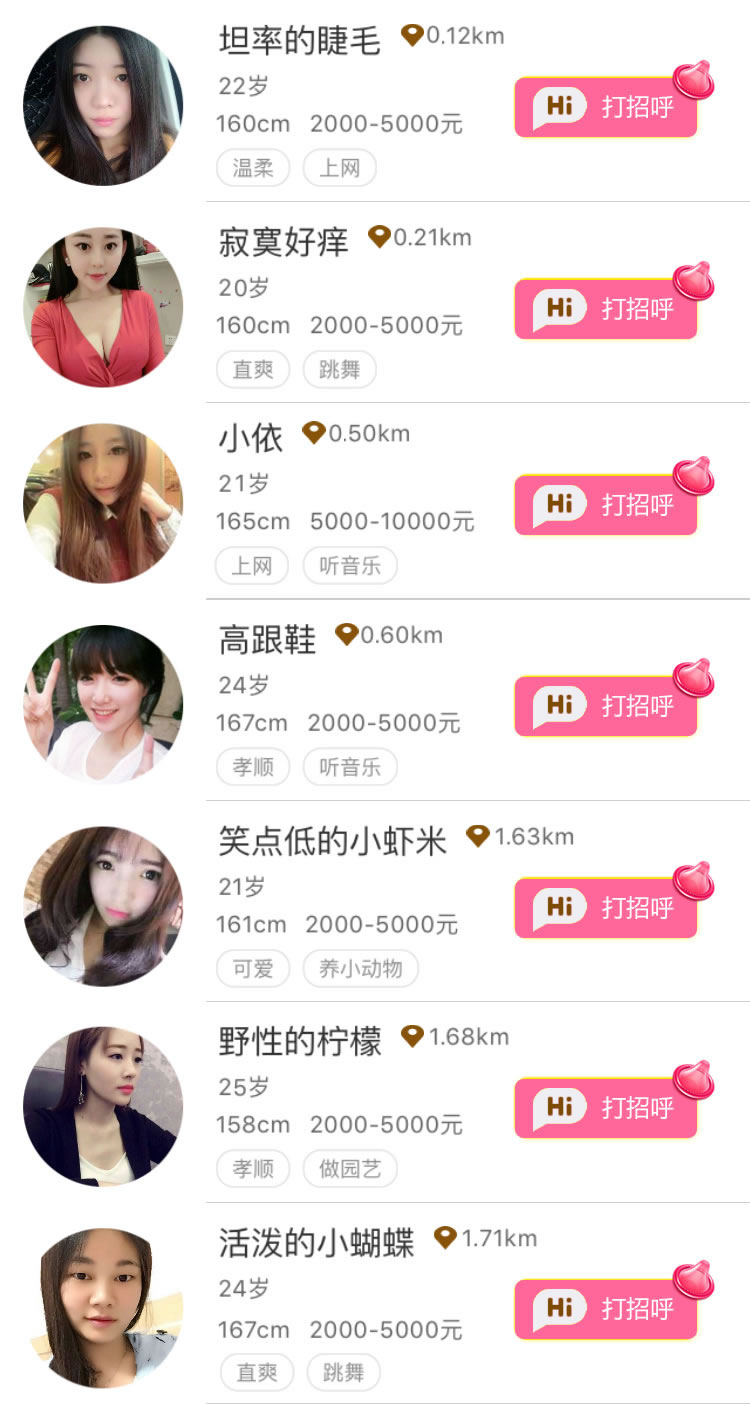 坦率的睫毛 0.12km
22岁
160cm 2000-5000元
Hi 打招呼
温柔 上网
寂寞好痒 0.21km
20岁
160cm 2000-5000元
Hi 打招呼
直爽 跳舞
小依 0.50km
21岁
165cm 5000-10000元
Hi 打招呼
上网 听音乐
高跟鞋 0.60km
24岁
167cm 2000-5000元
Hi 打招呼
孝顺 听音乐
笑点低的小虾米 1.63km
21岁
161cm 2000-5000元
Hi 打招呼
可爱 养小动物
野性的柠檬 1.68km
25岁
158cm 2000-5000元
Hi 打招呼
孝顺 做园艺
活泼的小蝴蝶 1.71km
24岁
167cm 2000-5000元
Hi 打招呼
直爽 跳舞